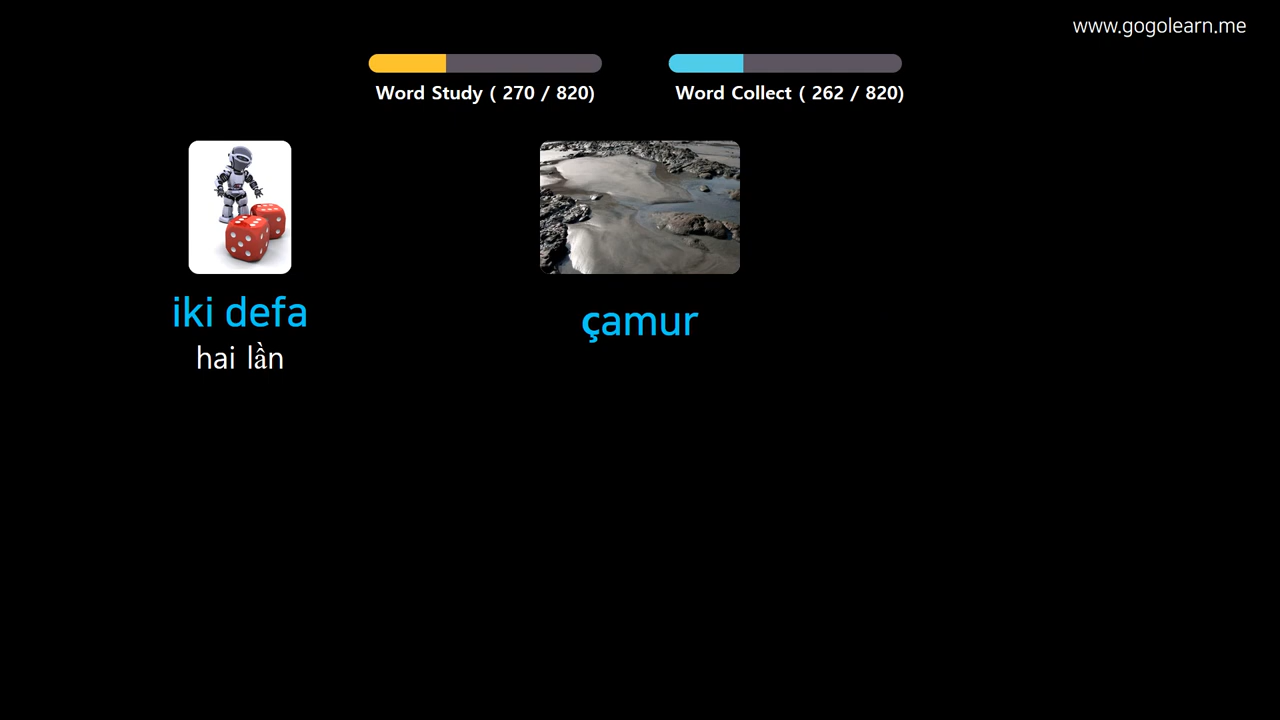 www.gogolearn.me
Word Study ( 270 / 820)
Word Collect ( 262 / 820)
iki defa
hai lần
çamur